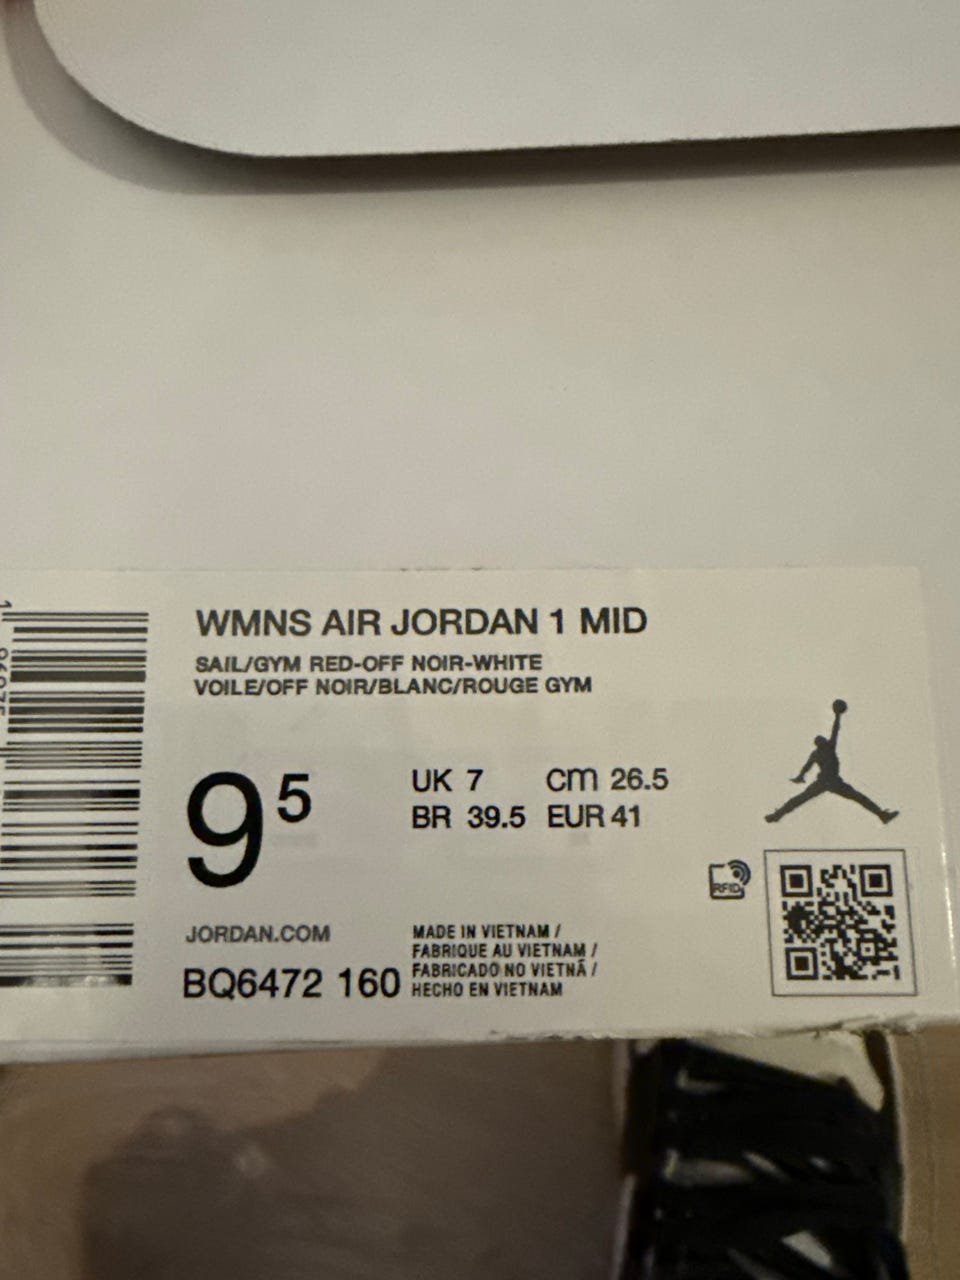 WMNS AIR JORDAN 1 MID
SAIL/GYM RED-OFF NOIR-WHITE
VOILE/OFF NOIR/BLANC/ROUGE GYM
9⁵
UK 7 cm 26.5
BR 39.5 EUR 41
RFID
JORDAN.COM
BQ6472 160
MADE IN VIETNAM /
FABRIQUE AU VIETNAM /
FABRICADO NO VIETNÃ /
HECHO EN VIETNAM